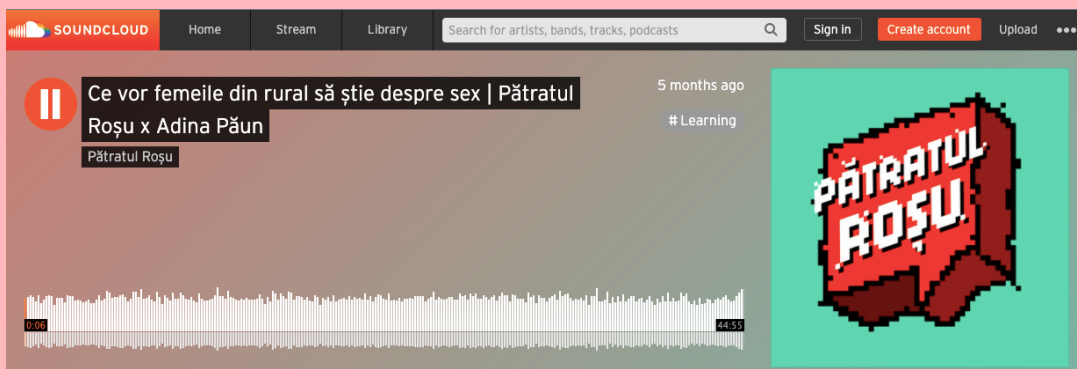 SOUNDCLOUD
Home
Stream
Library
Search for artists, bands, tracks, podcasts
Sign in
Create account
Upload
Ce vor femeile din rural să știe despre sex | Pătratul
Roșu x Adina Păun
Pătratul Roșu
5 months ago
# Learning
PĂTRATUL
ROȘU
0:06
44:55